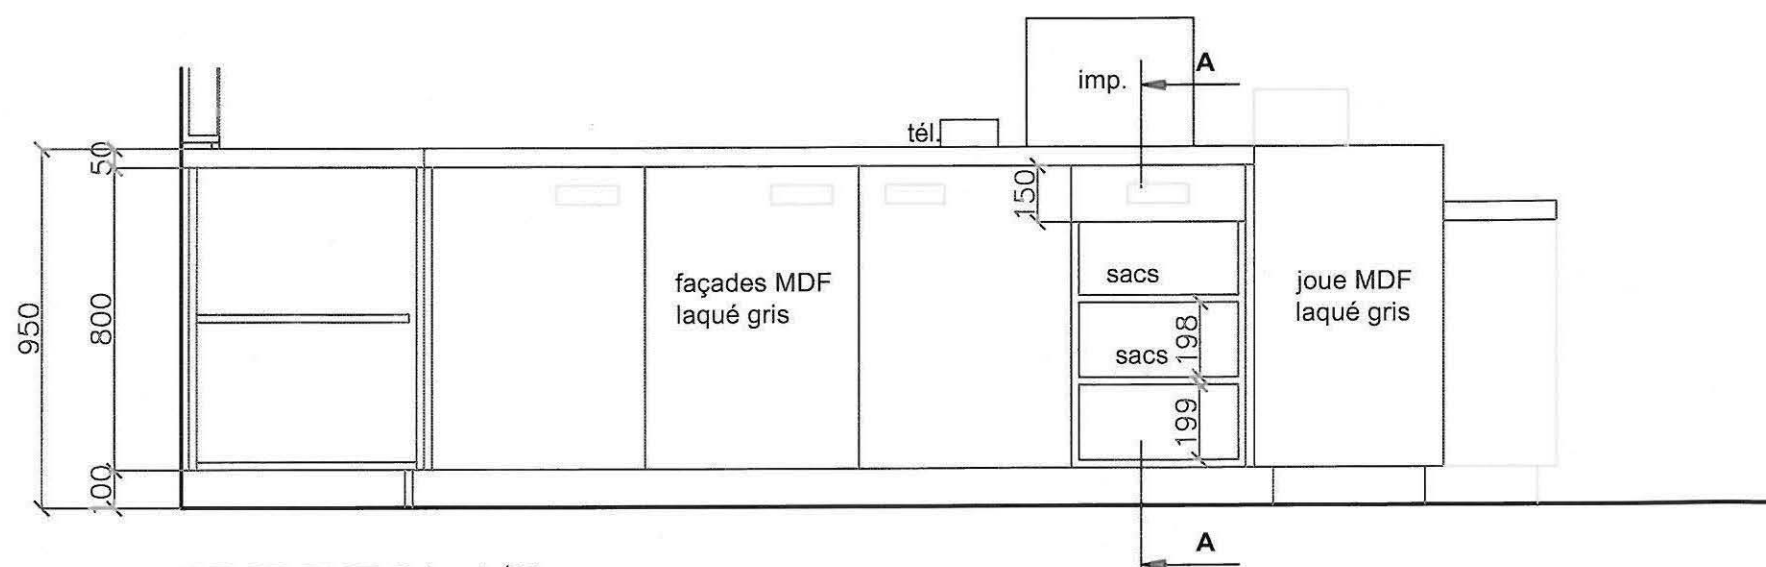 A
imp.
tél.
50
150
950
800
façades MDF
laqué gris
sacs
joue MDF
laqué gris
198
sacs
199
100
A